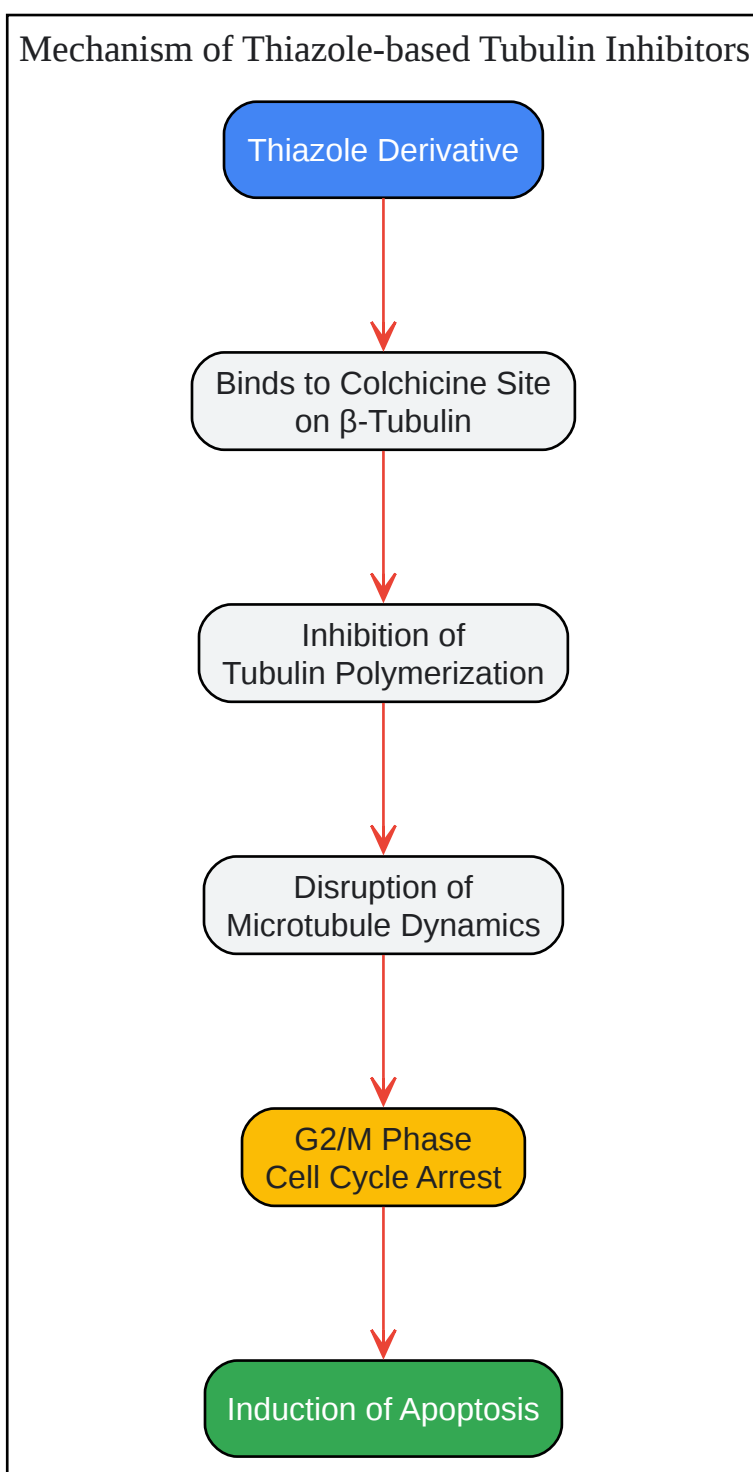 Mechanism of Thiazole-based Tubulin Inhibitors
Thiazole Derivative
Binds to Colchicine Site
on β-Tubulin
Inhibition of
Tubulin Polymerization
Disruption of
Microtubule Dynamics
G2/M Phase
Cell Cycle Arrest
Induction of Apoptosis